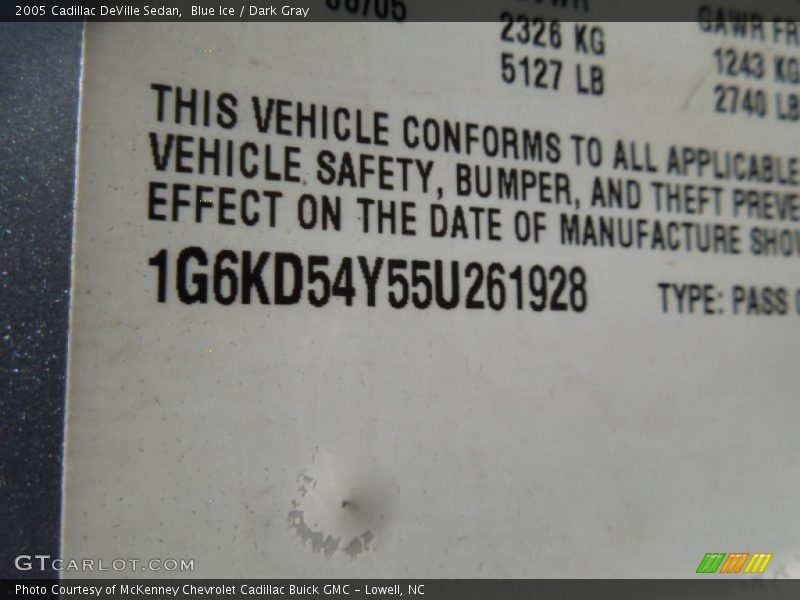 2005 Cadillac DeVille Sedan,  Blue Ice / Dark Gray
2326 KG
5127 LB
GAWR FR
1243 KG
2740 LB
THIS VEHICLE CONFORMS TO ALL APPLICABLE
VEHICLE SAFETY, BUMPER, AND THEFT PREVE
EFFECT ON THE DATE OF MANUFACTURE SHOW
1G6KD54Y55U261928
TYPE: PASS
GTCARLOT.COM
Photo Courtesy of McKenney Chevrolet Cadillac Buick GMC - Lowell, NC